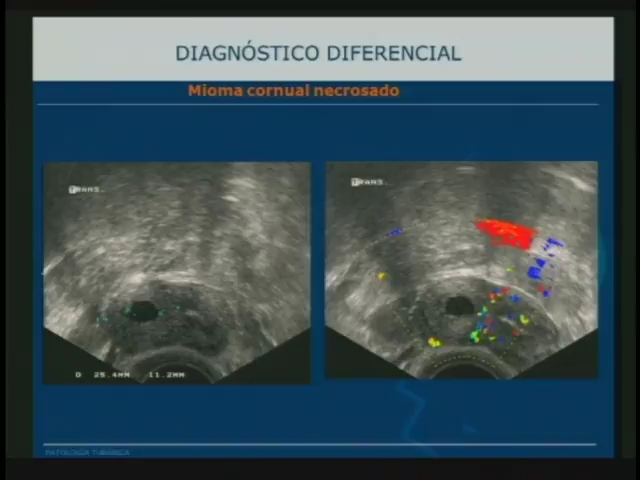 DIAGNÓSTICO DIFERENCIAL
Mioma cornual necrosado
TRANS.
TRANS.
D 25.4MM 11.2MM
PATOLOGÍA TUBÁRICA